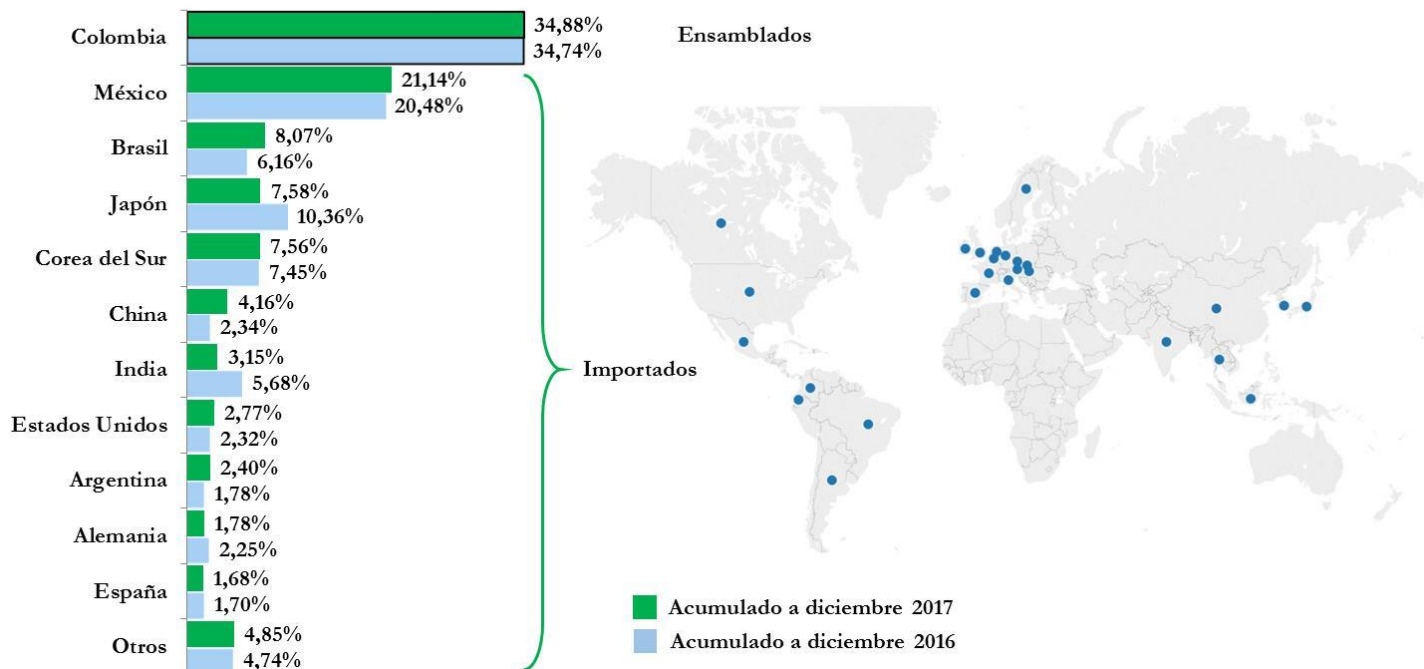 Colombia
34,88%
34,74%
Ensamblados
México
21,14%
20,48%
Brasil
8,07%
6,16%
Japón
7,58%
10,36%
Corea del Sur
7,56%
7,45%
China
4,16%
2,34%
India
3,15%
5,68%
Importados
Estados Unidos
2,77%
2,32%
Argentina
2,40%
1,78%
Alemania
1,78%
2,25%
España
1,68%
1,70%
Otros
4,85%
4,74%
Acumulado a diciembre 2017
Acumulado a diciembre 2016